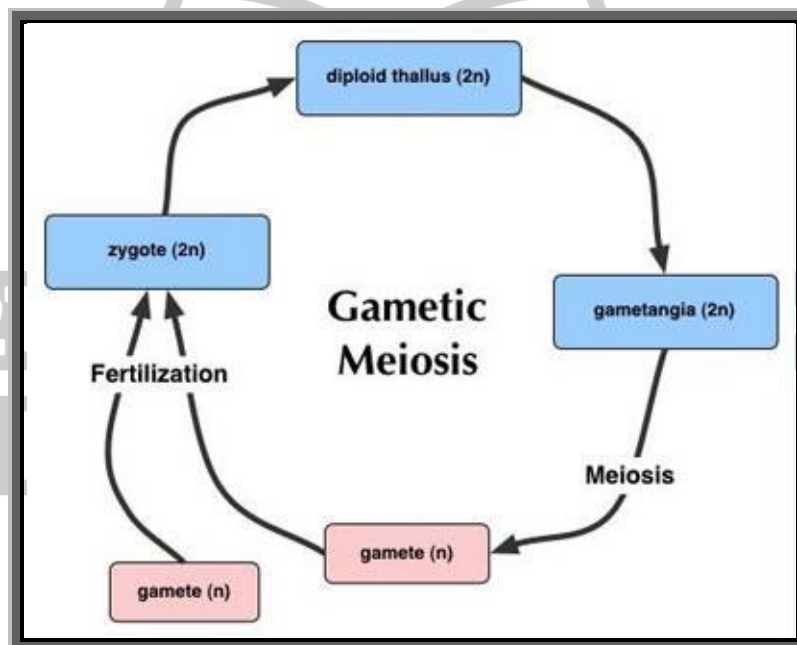 diploid thallus (2n)
zygote (2n)
gametangia (2n)
Gametic
Meiosis
Fertilization
Meiosis
gamete (n)
gamete (n)